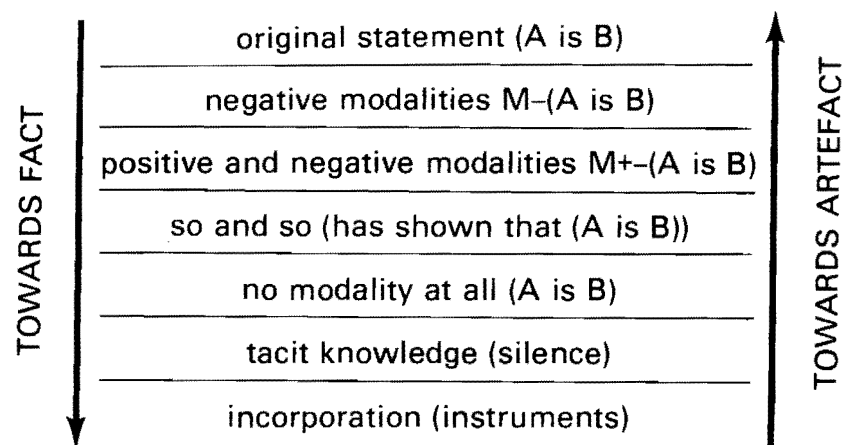 TOWARDS FACT
original statement (A is B)
negative modalities M–(A is B)
positive and negative modalities M+–(A is B)
so and so (has shown that (A is B))
no modality at all (A is B)
tacit knowledge (silence)
incorporation (instruments)
TOWARDS ARTEFACT